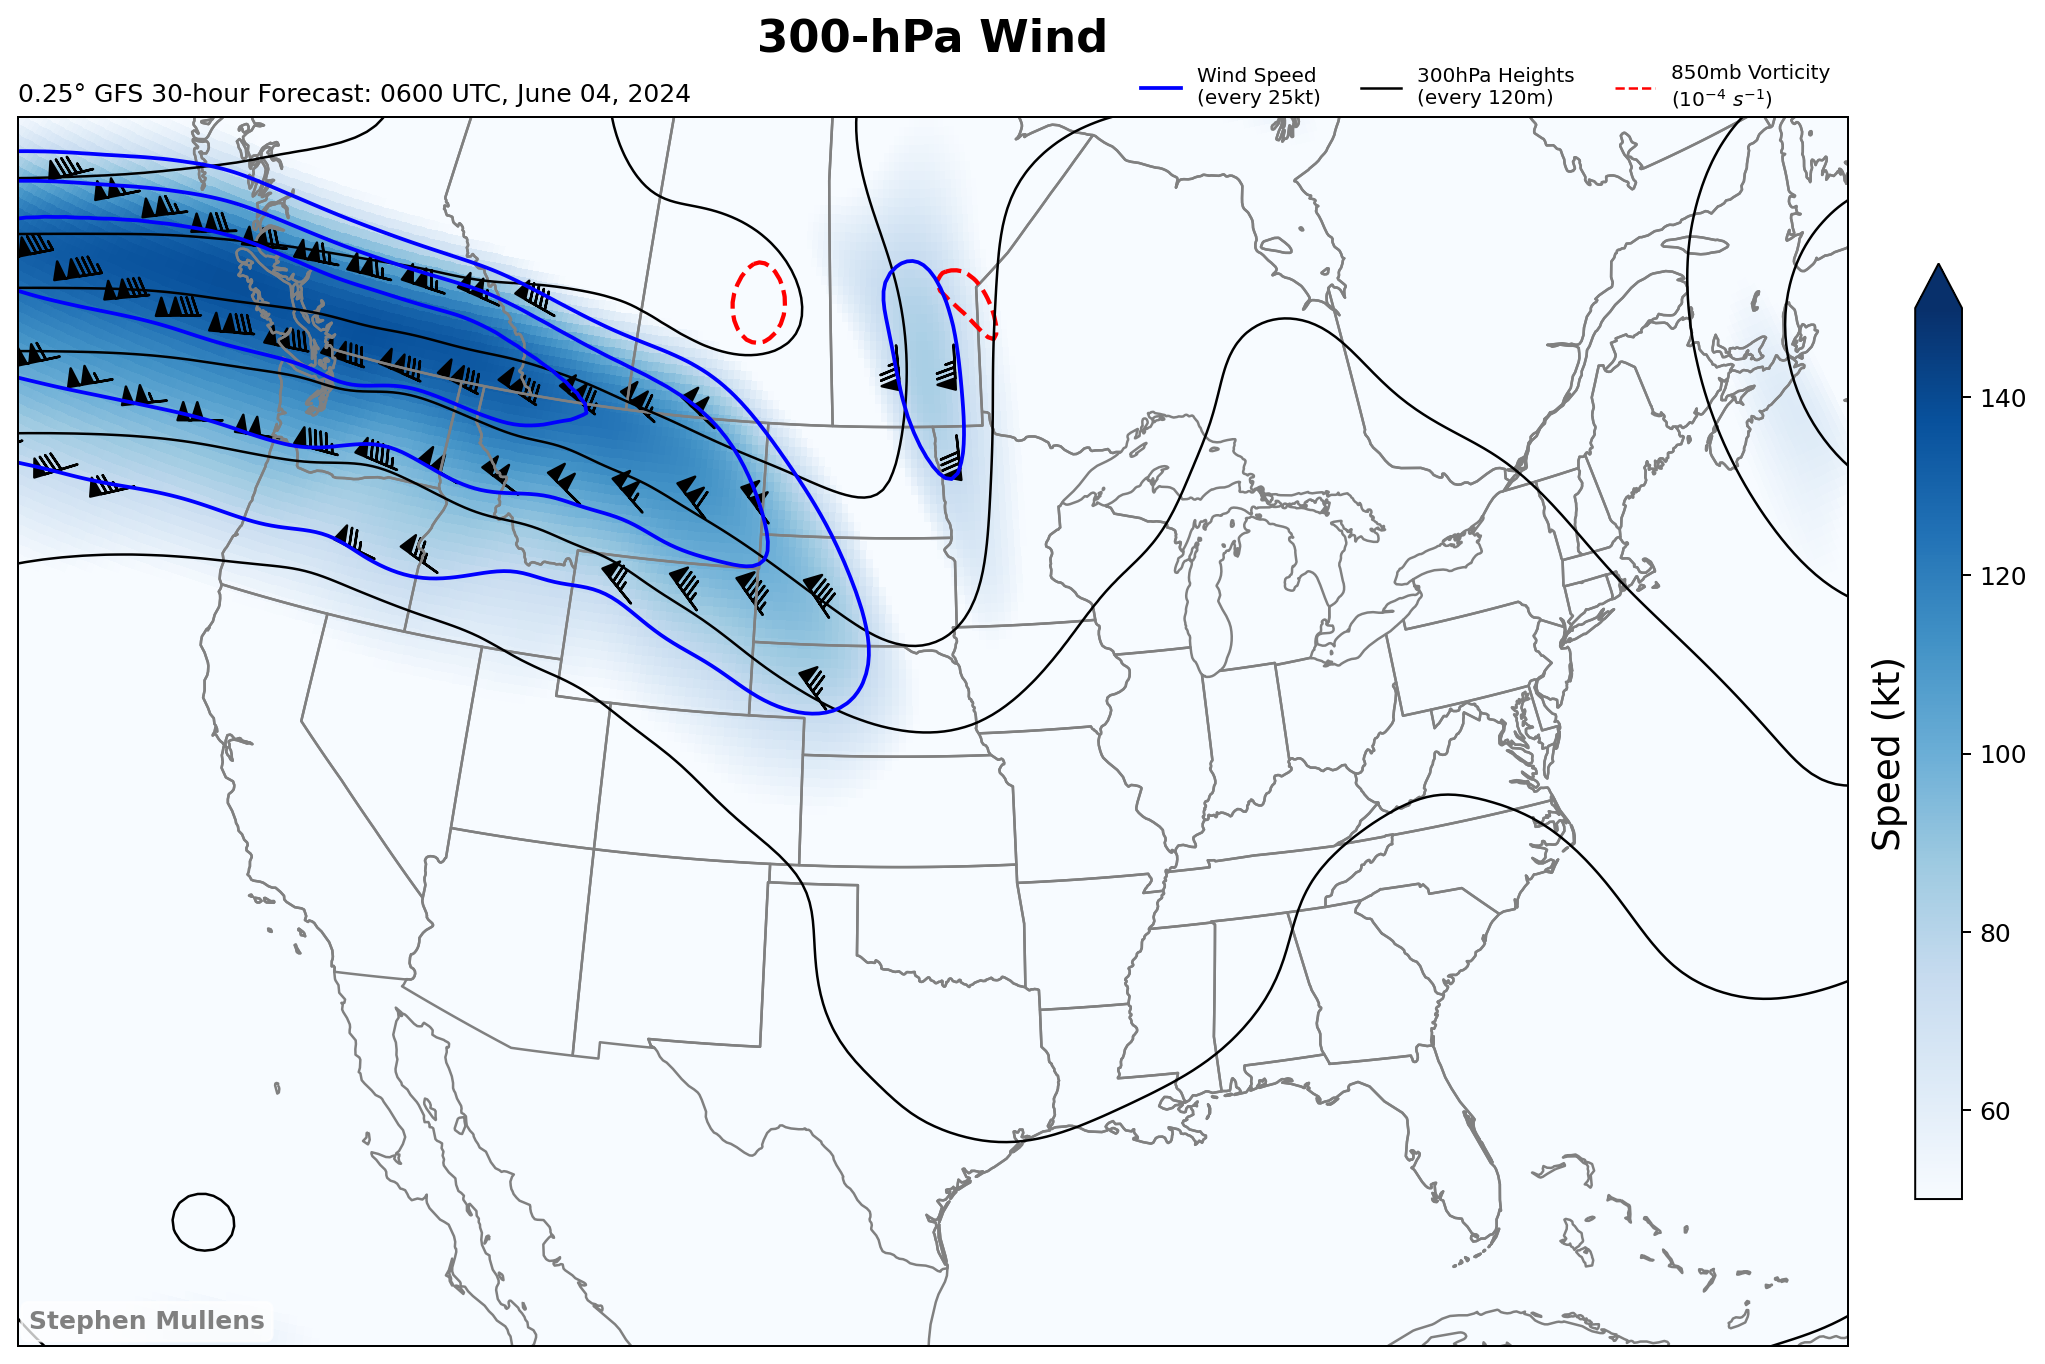 300-hPa Wind
0.25° GFS 30-hour Forecast: 0600 UTC, June 04, 2024
Wind Speed
(every 25kt)
300hPa Heights
(every 120m)
850mb Vorticity
(10⁻⁴ s⁻¹)
140
120
100
80
60
Speed (kt)
Stephen Mullens